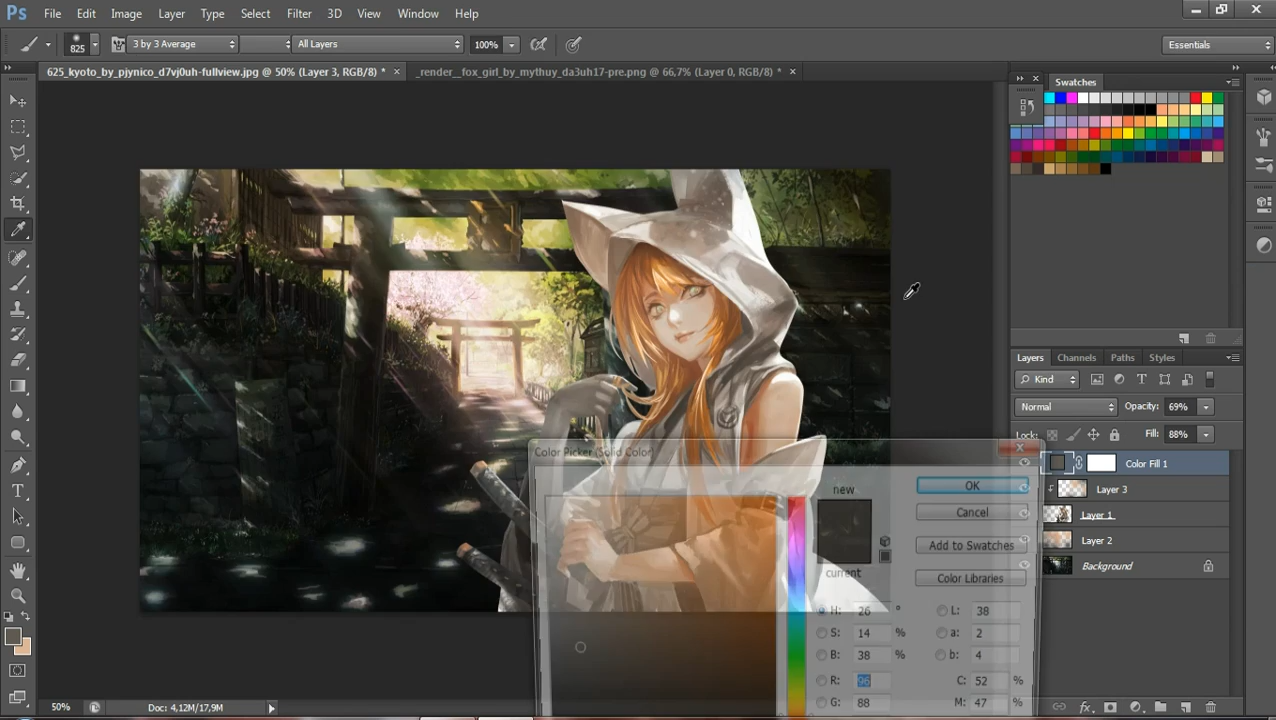 Ps File Edit Image Layer Type Select Filter 3D View Window Help
825 3 by 3 Average All Layers 100% Essentials
625_kyoto_by_pjynico_d7vj0uh-fullview.jpg @ 50% (Layer 3, RGB/8) * × _render__fox_girl_by_mythuy_da3uh17-pre.png @ 66,7% (Layer 0, RGB/8) * ×
Swatches
Layers Channels Paths Styles
Kind
Normal Opacity: 69%
Lock: Fill: 88%
Color Fill 1
Layer 3
Layer 1
Layer 2
Background
Color Picker (Solid Color)
new
current
OK
Cancel
Add to Swatches
Color Libraries
H: 26 ° L: 38
S: 14 % a: 2
B: 38 % b: 4
R: 96 C: 52 %
G: 88 M: 47 %
50% Doc: 4,12M/17,9M